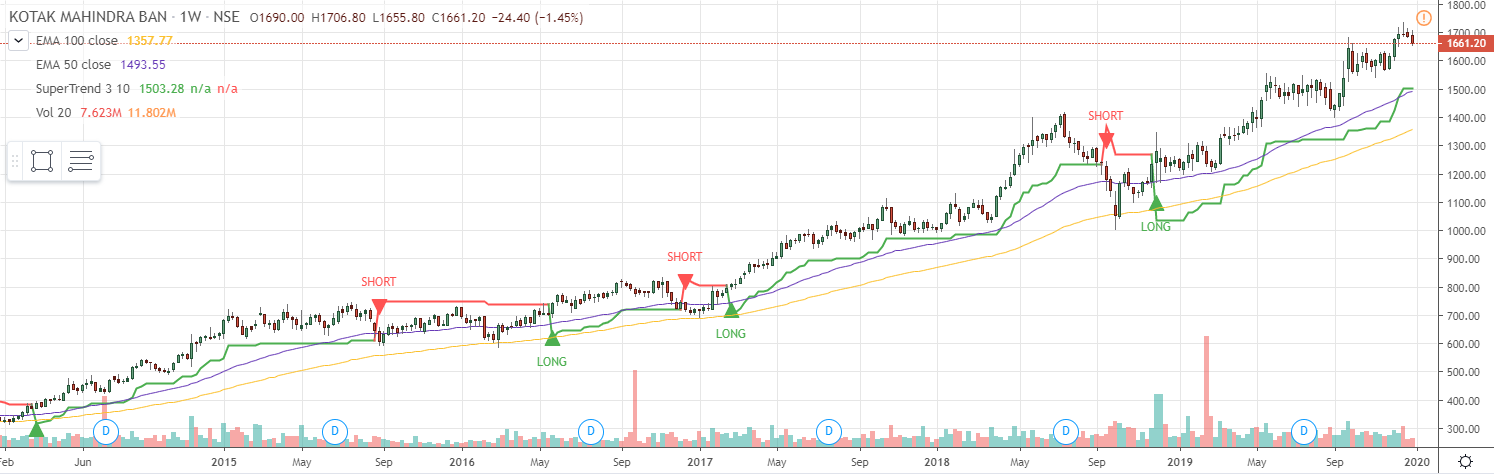 KOTAK MAHINDRA BAN · 1W · NSE O1690.00 H1706.80 L1655.80 C1661.20 −24.40 (−1.45%)
EMA 100 close 1357.77
EMA 50 close 1493.55
SuperTrend 3 10 1503.28 n/a n/a
Vol 20 7.623M 11.802M
1800.00
1700.00
1661.20
1600.00
1500.00
1400.00
1300.00
1200.00
1100.00
1000.00
900.00
800.00
700.00
600.00
500.00
400.00
300.00
SHORT
LONG
SHORT
LONG
SHORT
LONG
D
D
D
D
D
D
Feb Jun 2015 May Sep 2016 May Sep 2017 May Sep 2018 May Sep 2019 May Sep 2020